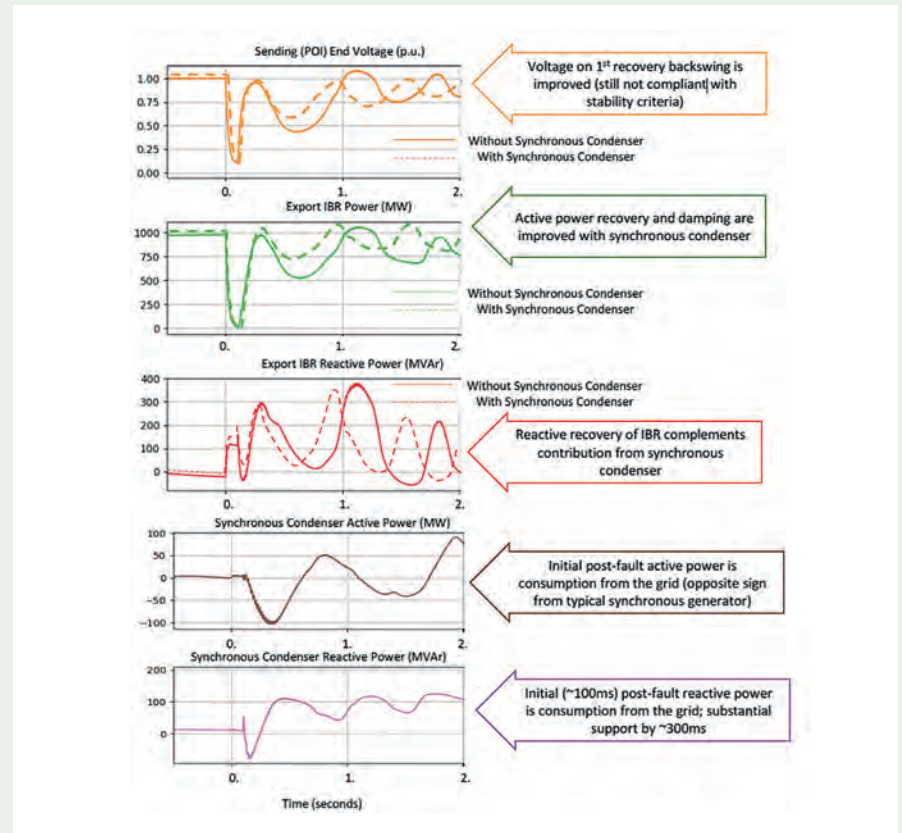 Sending (POI) End Voltage (p.u.)
1.00
0.75
0.50
0.25
0.00
0.
1.
2.
Without Synchronous Condenser
With Synchronous Condenser
Voltage on 1st recovery backswing is
improved (still not compliant with
stability criteria)
Export IBR Power (MW)
1000
750
500
250
0
0.
1.
2.
Without Synchronous Condenser
With Synchronous Condenser
Active power recovery and damping are
improved with synchronous condenser
Export IBR Reactive Power (MVAr)
400
300
200
100
0
0.
1.
2.
Without Synchronous Condenser
With Synchronous Condenser
Reactive recovery of IBR complements
contribution from synchronous
condenser
Synchronous Condenser Active Power (MW)
100
50
0
−50
−100
0.
1.
2.
Initial post-fault active power is
consumption from the grid (opposite sign
from typical synchronous generator)
Synchronous Condenser Reactive Power (MVAr)
200
100
0
0.
1.
2.
Time (seconds)
Initial (~100ms) post-fault reactive power
is consumption from the grid; substantial
support by ~300ms